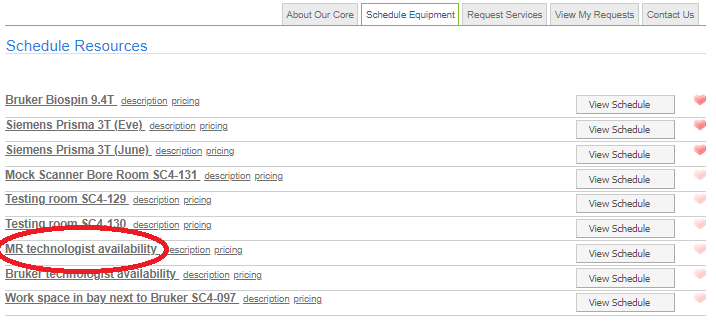 About Our Core Schedule Equipment Request Services View My Requests Contact Us
Schedule Resources
Bruker Biospin 9.4T description pricing View Schedule
Siemens Prisma 3T (Eve) description pricing View Schedule
Siemens Prisma 3T (June) description pricing View Schedule
Mock Scanner Bore Room SC4-131 description pricing View Schedule
Testing room SC4-129 description pricing View Schedule
Testing room SC4-130 description pricing View Schedule
MR technologist availability description pricing View Schedule
Bruker technologist availability description pricing View Schedule
Work space in bay next to Bruker SC4-097 description pricing View Schedule